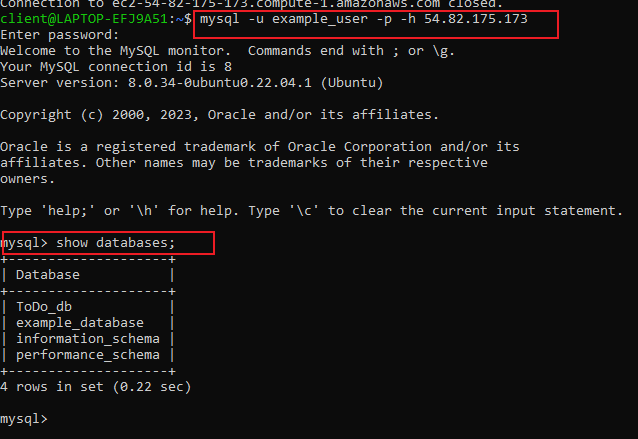 Connection to ec2-54-82-175-173.compute-1.amazonaws.com closed.
client@LAPTOP-EFJ9A51:~$ mysql -u example_user -p -h 54.82.175.173
Enter password:
Welcome to the MySQL monitor.  Commands end with ; or \g.
Your MySQL connection id is 8
Server version: 8.0.34-0ubuntu0.22.04.1 (Ubuntu)
Copyright (c) 2000, 2023, Oracle and/or its affiliates.
Oracle is a registered trademark of Oracle Corporation and/or its
affiliates. Other names may be trademarks of their respective
owners.
Type 'help;' or '\h' for help. Type '\c' to clear the current input statement.
mysql> show databases;
+--------------------+
| Database           |
+--------------------+
| ToDo_db            |
| example_database   |
| information_schema |
| performance_schema |
+--------------------+
4 rows in set (0.22 sec)
mysql>